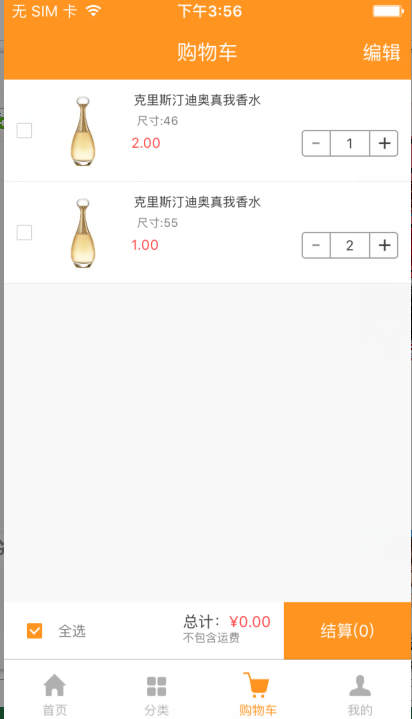 无 SIM 卡 下午3:56
购物车 编辑
克里斯汀迪奥真我香水
尺寸:46
2.00 − 1 +
克里斯汀迪奥真我香水
尺寸:55
1.00 − 2 +
全选 总计：¥0.00 结算(0)
不包含运费
首页 分类 购物车 我的